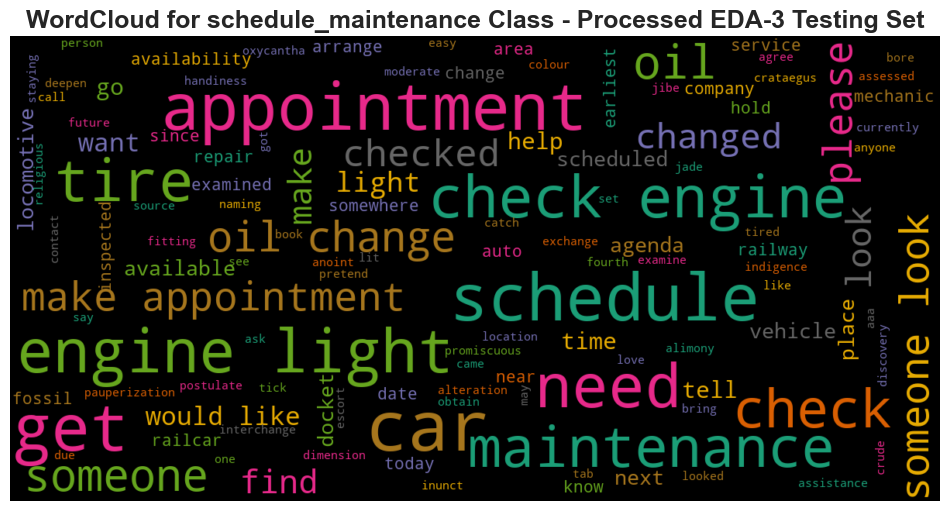 WordCloud for schedule_maintenance Class - Processed EDA-3 Testing Set
person
availability
oxycantha
arrange
easy
area
service
agree
bore
staying
deepen
call
go
handiness
moderate
change
colour
earliest
oil
jibe
crataegus
company
please
assessed
mechanic
appointment
hold
future
want
since
got
checked
help
changed
currently
anyone
locomotive
religious
repair
make
light
scheduled
jade
tire
examined
somewhere
check engine
set
source
naming
contact
inspected
fitting
oil change
book
catch
exchange
agenda
tired
railway
look
someone look
available
see
anoint
lit
pretend
auto
fourth
examine
indigence
like
make appointment
schedule
say
engine light
ask
location
promiscuous
came
time
love
alimony
vehicle
place
aaa
discovery
fossil
pauperization
postulate
tick
docket
escort
date
near
alteration
obtain
may
need
bring
tell
check
get
would like
railcar
interchange
car
maintenance
due
one
dimension
today
someone
find
inunct
tab
know
next
looked
assistance
crude